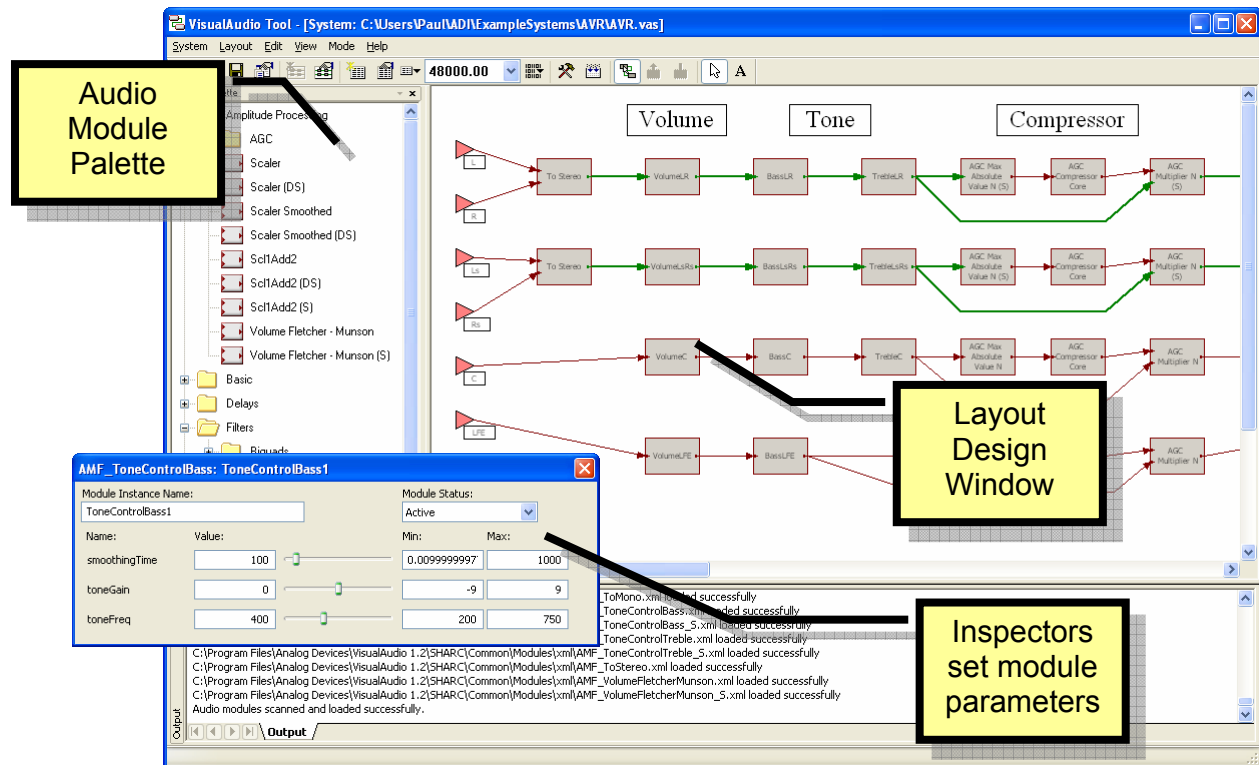 VisualAudio Tool - [System: C:\Users\Paul\ADI\ExampleSystems\AVR\AVR.vas]
System Layout Edit View Mode Help
48000.00
A
Audio
Module
Palette
Amplitude Processing
AGC
Scaler
Scaler (DS)
Scaler Smoothed
Scaler Smoothed (DS)
Scl1Add2
Scl1Add2 (DS)
Scl1Add2 (S)
Volume Fletcher - Munson
Volume Fletcher - Munson (S)
Basic
Delays
Filters
Biquads
Volume
Tone
Compressor
L
R
To Stereo
VolumeLR
BassLR
TrebleLR
AGC Max
Absolute
Value N (S)
AGC
Compressor
Core
AGC
Multiplier N
(S)
Ls
Rs
To Stereo
VolumeLsRs
BassLsRs
TrebleLsRs
AGC Max
Absolute
Value N (S)
AGC
Compressor
Core
AGC
Multiplier N
(S)
C
VolumeC
BassC
TrebleC
AGC Max
Absolute
Value N
AGC
Compressor
Core
AGC
Multiplier N
LFE
VolumeLFE
BassLFE
AGC
Multiplier N
Layout
Design
Window
AMF_ToneControlBass: ToneControlBass1
Module Instance Name:
Module Status:
ToneControlBass1
Active
Name: Value: Min: Max:
smoothingTime 100 0.0099999997 1000
toneGain 0 -9 9
toneFreq 400 200 750
_ToMono.xml loaded successfully
_ToneControlBass.xml loaded successfully
_ToneControlBass_S.xml loaded successfully
_ToneControlTreble.xml loaded successfully
C:\Program Files\Analog Devices\VisualAudio 1.2\SHARC\Common\Modules\xml\AMF_ToneControlTreble_S.xml loaded successfully
C:\Program Files\Analog Devices\VisualAudio 1.2\SHARC\Common\Modules\xml\AMF_ToStereo.xml loaded successfully
C:\Program Files\Analog Devices\VisualAudio 1.2\SHARC\Common\Modules\xml\AMF_VolumeFletcherMunson.xml loaded successfully
C:\Program Files\Analog Devices\VisualAudio 1.2\SHARC\Common\Modules\xml\AMF_VolumeFletcherMunson_S.xml loaded successfully
Audio modules scanned and loaded successfully.
Output
Output
Inspectors
set module
parameters